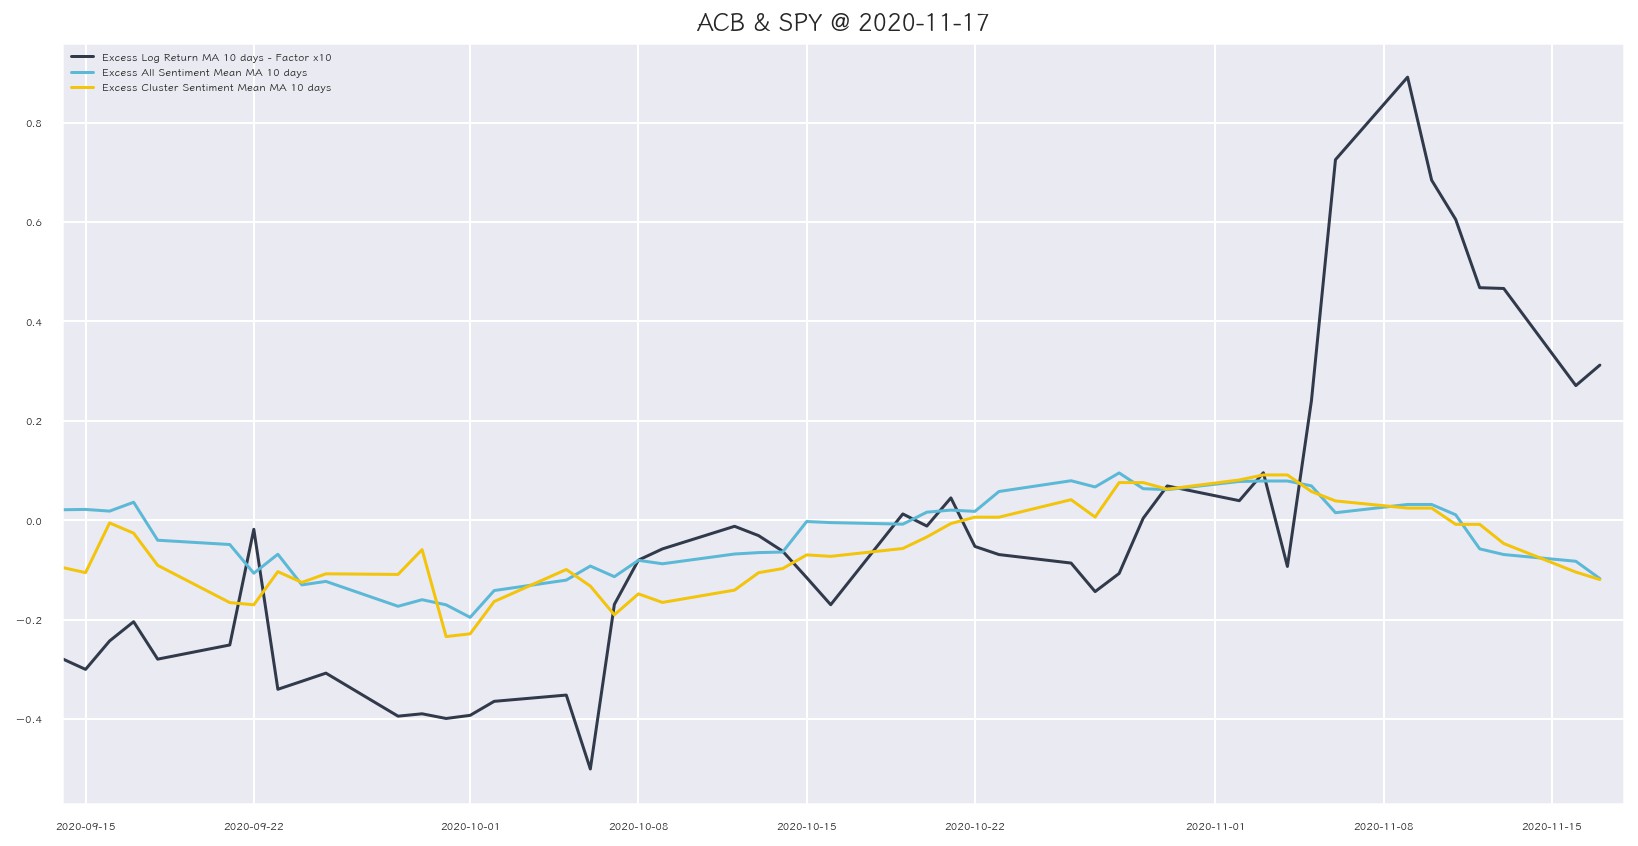 ACB & SPY @ 2020-11-17
Excess Log Return MA 10 days - Factor x10
Excess All Sentiment Mean MA 10 days
Excess Cluster Sentiment Mean MA 10 days
0.8
0.6
0.4
0.2
0.0
−0.2
−0.4
2020-09-15 2020-09-22 2020-10-01 2020-10-08 2020-10-15 2020-10-22 2020-11-01 2020-11-08 2020-11-15